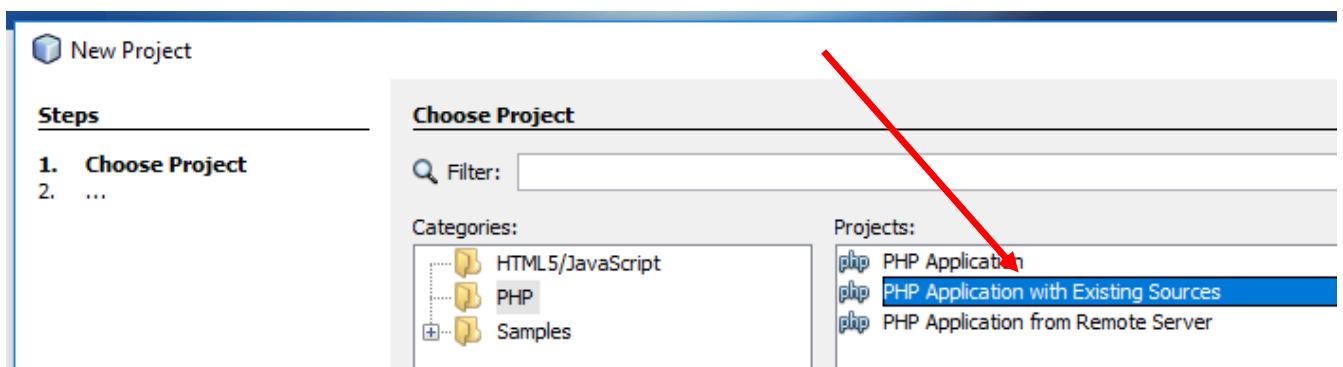 New Project
Steps
1. Choose Project
2. ...
Choose Project
Filter:
Categories:
HTML5/JavaScript
PHP
Samples
Projects:
php PHP Application
php PHP Application with Existing Sources
php PHP Application from Remote Server